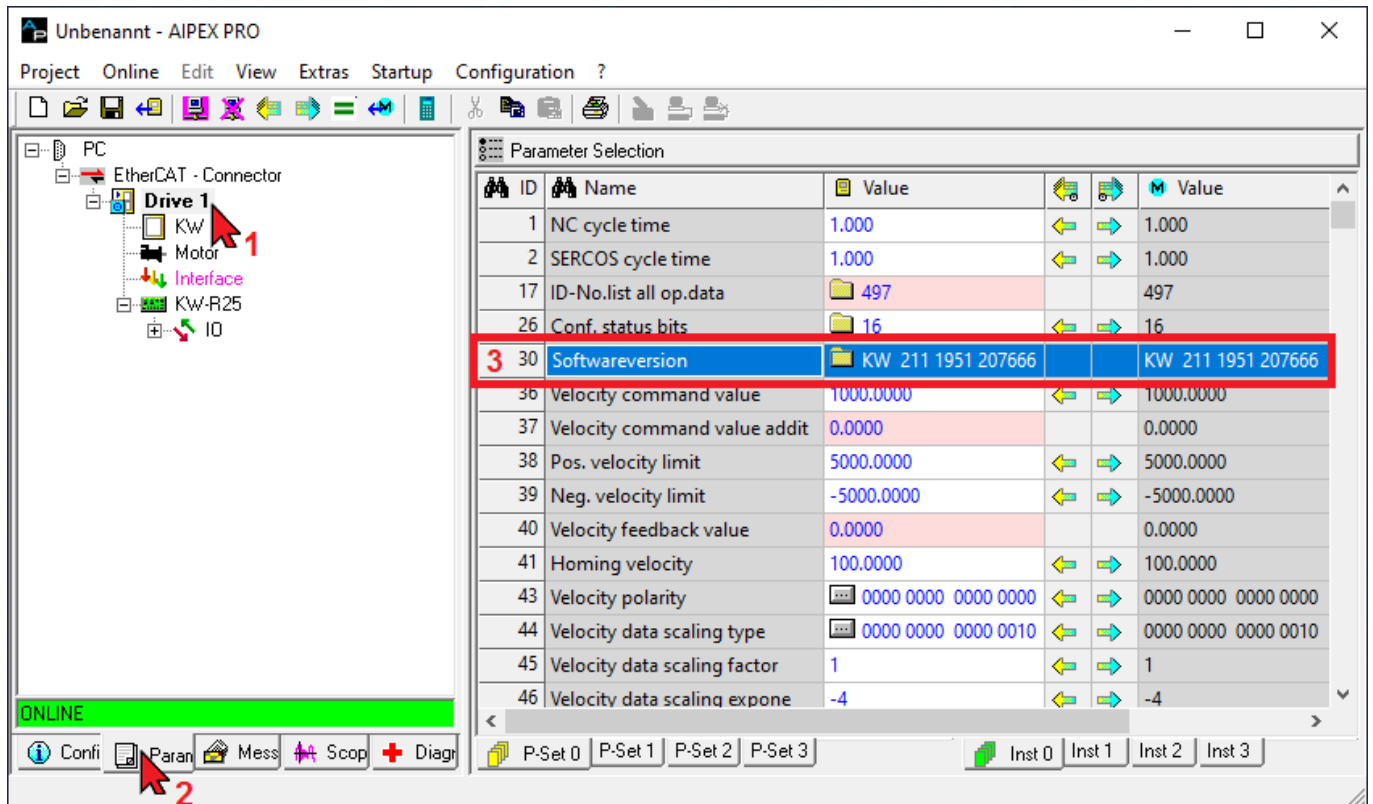 Unbenannt - AIPEX PRO
Project Online Edit View Extras Startup Configuration ?
PC
EtherCAT - Connector
Drive 1
KW
1
Motor
Interface
KW-R25
IO
ONLINE
Confi Paran Mess Scop Diagr
2
Parameter Selection
ID Name Value Value
1 NC cycle time 1.000 1.000
2 SERCOS cycle time 1.000 1.000
17 ID-No.list all op.data 497 497
26 Conf. status bits 16 16
3 30 Softwareversion KW 211 1951 207666 KW 211 1951 207666
36 Velocity command value 1000.0000 1000.0000
37 Velocity command value addit 0.0000 0.0000
38 Pos. velocity limit 5000.0000 5000.0000
39 Neg. velocity limit -5000.0000 -5000.0000
40 Velocity feedback value 0.0000 0.0000
41 Homing velocity 100.0000 100.0000
43 Velocity polarity 0000 0000 0000 0000 0000 0000 0000 0000
44 Velocity data scaling type 0000 0000 0000 0010 0000 0000 0000 0010
45 Velocity data scaling factor 1 1
46 Velocity data scaling expone -4 -4
P-Set 0 P-Set 1 P-Set 2 P-Set 3 Inst 0 Inst 1 Inst 2 Inst 3